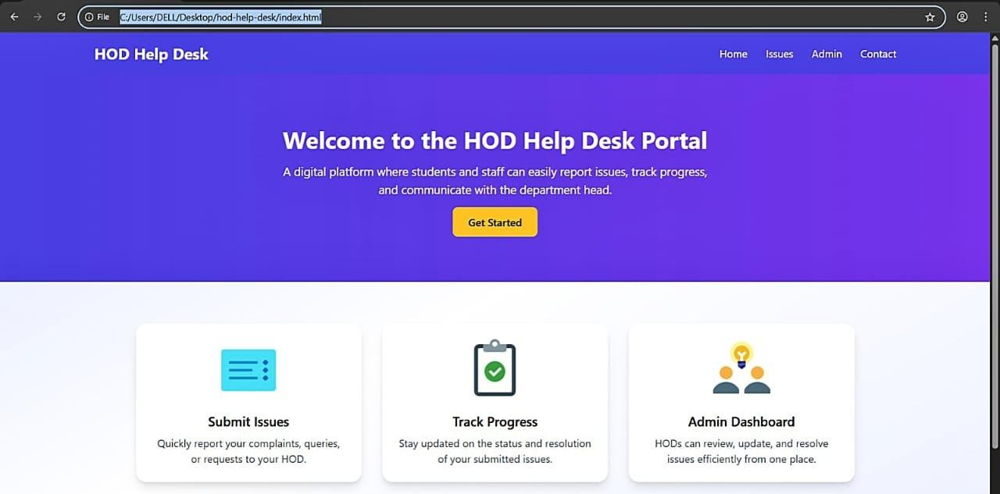 File
C:/Users/DELL/Desktop/hod-help-desk/index.html
HOD Help Desk
Home
Issues
Admin
Contact
Welcome to the HOD Help Desk Portal
A digital platform where students and staff can easily report issues, track progress,
and communicate with the department head.
Get Started
Submit Issues
Quickly report your complaints, queries,
or requests to your HOD.
Track Progress
Stay updated on the status and resolution
of your submitted issues.
Admin Dashboard
HODs can review, update, and resolve
issues efficiently from one place.